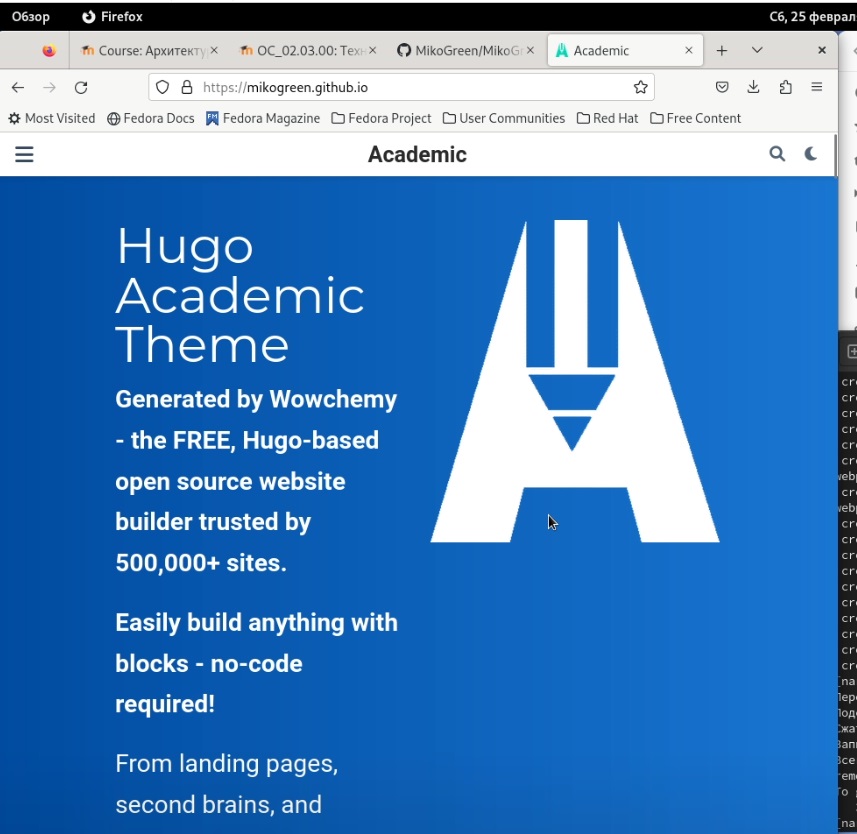 Обзор Firefox Сб, 25 феврал
Course: Архитекту ОС_02.03.00: Техн MikoGreen/MikoGr Academic
https://mikogreen.github.io
Most Visited Fedora Docs Fedora Magazine Fedora Project User Communities Red Hat Free Content
Academic
Hugo
Academic
Theme
Generated by Wowchemy
- the FREE, Hugo-based
open source website
builder trusted by
500,000+ sites.
Easily build anything with
blocks - no-code
required!
From landing pages,
second brains, and